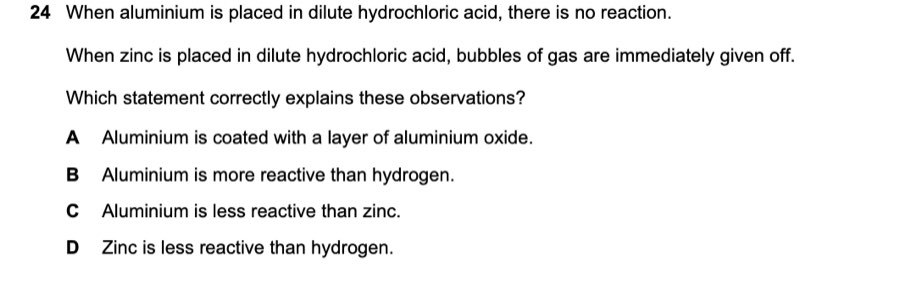 24 When aluminium is placed in dilute hydrochloric acid, there is no reaction.
When zinc is placed in dilute hydrochloric acid, bubbles of gas are immediately given off.
Which statement correctly explains these observations?
A Aluminium is coated with a layer of aluminium oxide.
B Aluminium is more reactive than hydrogen.
C Aluminium is less reactive than zinc.
D Zinc is less reactive than hydrogen.